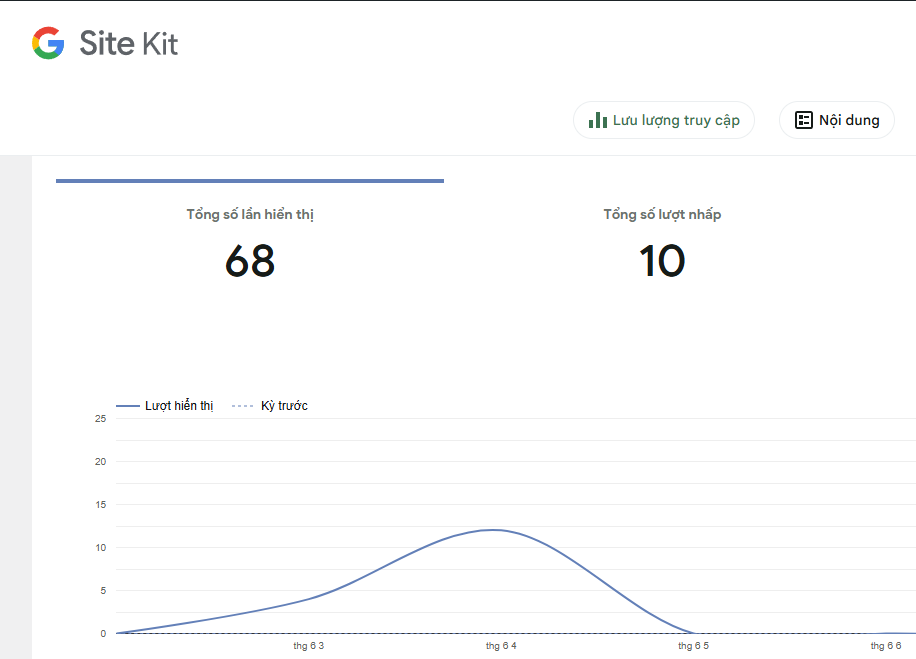 Site Kit
Lưu lượng truy cập
Nội dung
Tổng số lần hiển thị
Tổng số lượt nhấp
68
10
Lượt hiển thị
Kỳ trước
25
20
15
10
5
0
thg 6 3
thg 6 4
thg 6 5
thg 6 6